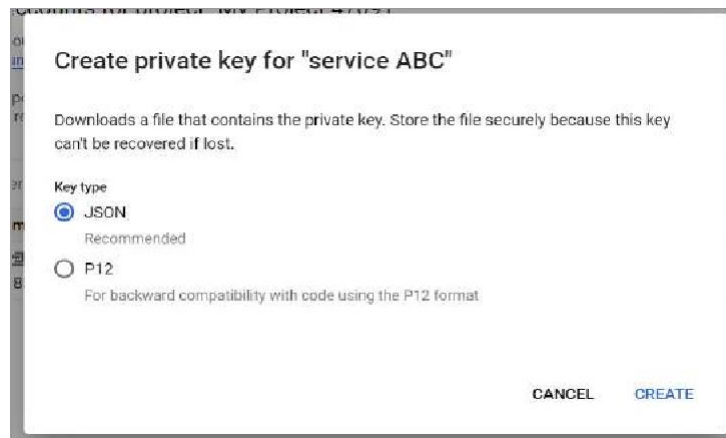 Create private key for "service ABC"
Downloads a file that contains the private key. Store the file securely because this key
can't be recovered if lost.
Key type
JSON
Recommended
P12
For backward compatibility with code using the P12 format
CANCEL CREATE